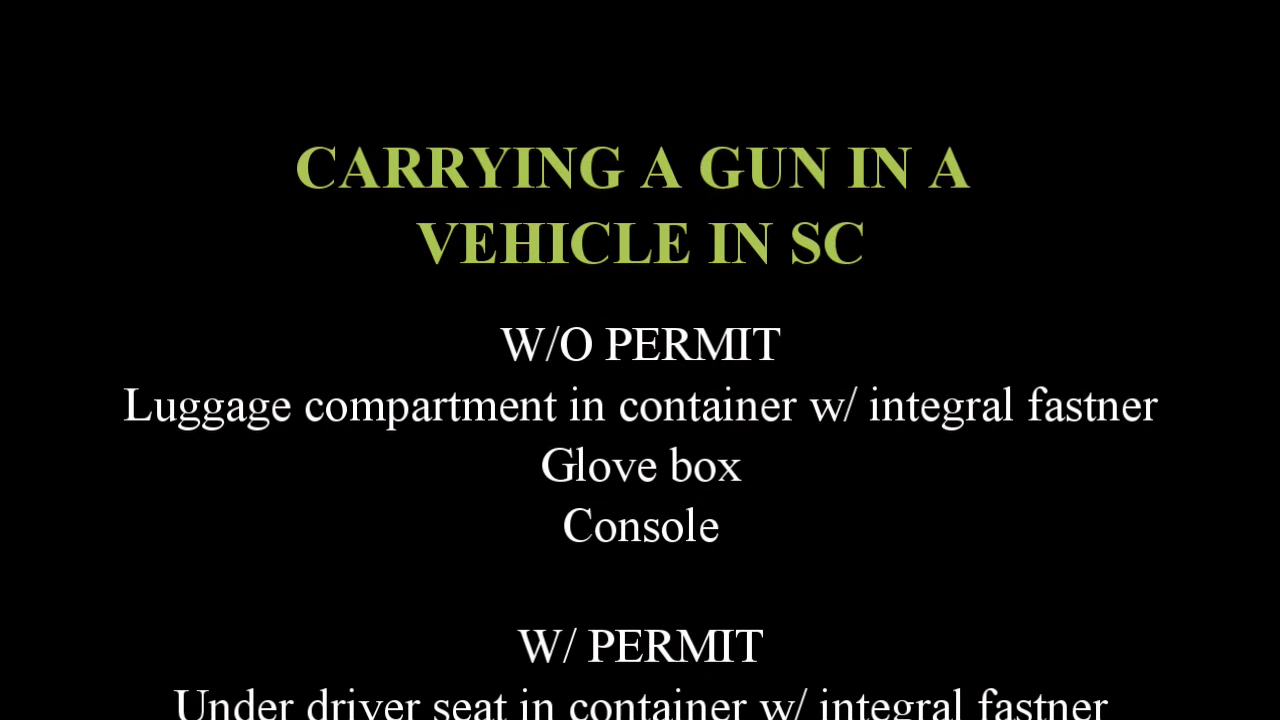 CARRYING A GUN IN A
VEHICLE IN SC
W/O PERMIT
Luggage compartment in container w/ integral fastner
Glove box
Console
W/ PERMIT
Under driver seat in container w/ integral fastner